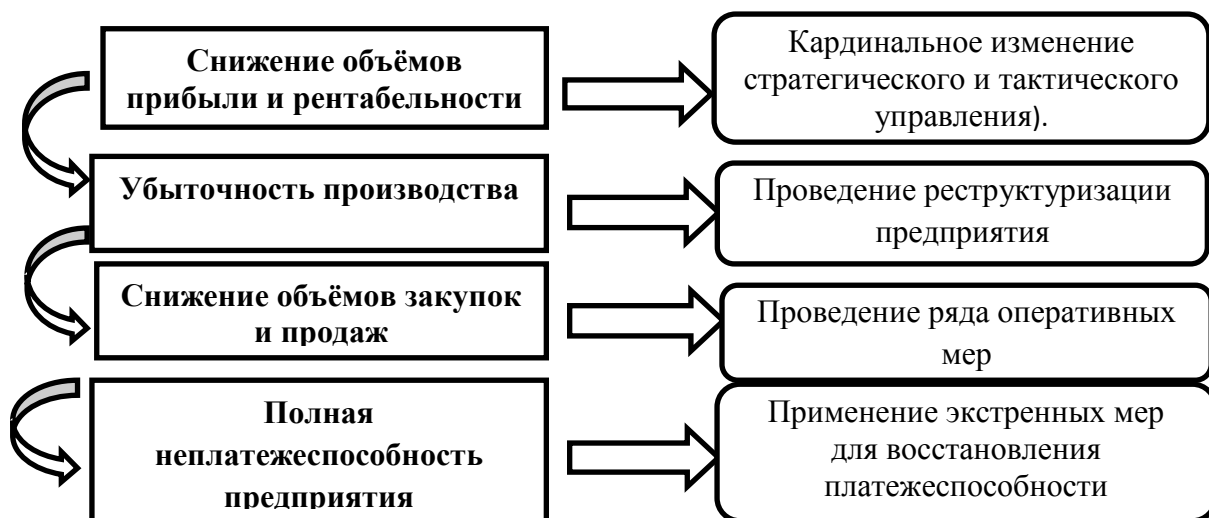 Снижение объёмов
прибыли и рентабельности
Кардинальное изменение
стратегического и тактического
управления).
Убыточность производства
Проведение реструктуризации
предприятия
Снижение объёмов закупок
и продаж
Проведение ряда оперативных
мер
Полная
неплатежеспособность
предприятия
Применение экстренных мер
для восстановления
платежеспособности